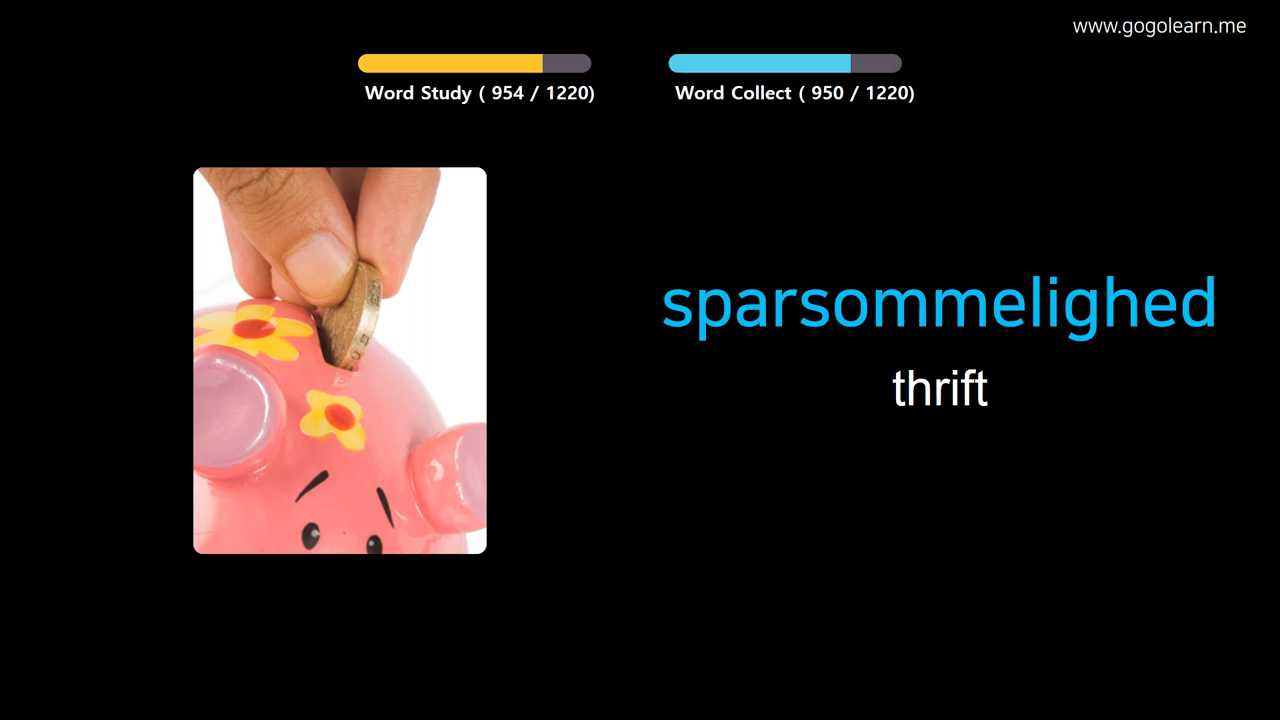 www.gogolearn.me
Word Study ( 954 / 1220)
Word Collect ( 950 / 1220)
sparsommelighed
thrift